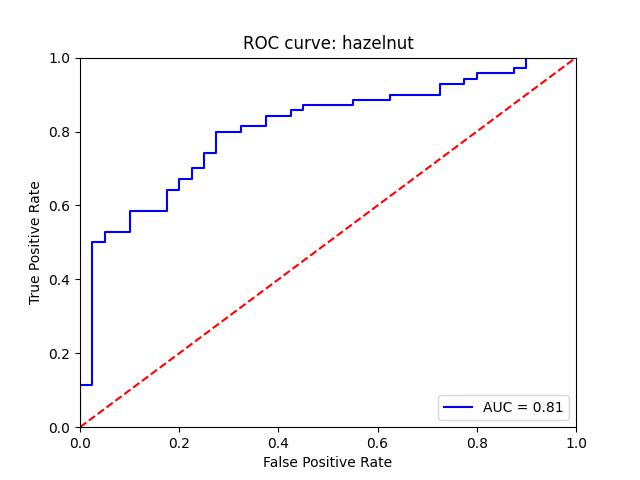 ROC curve: hazelnut
1.0
0.8
0.6
0.4
0.2
0.0
True Positive Rate
AUC = 0.81
0.0 0.2 0.4 0.6 0.8 1.0
False Positive Rate